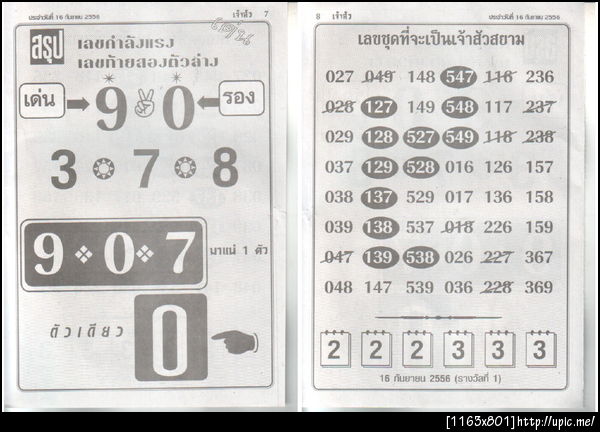 ประจำวันที่ 16 กันยายน 2556 เจ้าสัว 7
เด่น
สรุป เลขกำลังแรง
เลขท้ายสองตัวล่าง
เด่น 9 0 รอง
3 7 8
9 0 7 มาแน่ 1 ตัว
ตัวเดียว 0
8 เจ้าสัว ประจำวันที่ 16 กันยายน 2556
เลขชุดที่จะเป็นเจ้าสัวสยาม
027 049 148 547 116 236
028 127 149 548 117 237
029 128 527 549 118 238
037 129 528 016 126 157
038 137 529 017 136 158
039 138 537 018 226 159
047 139 538 026 227 367
048 147 539 036 228 369
2 2 2 3 3 3
16 กันยายน 2556 (รางวัลที่ 1)
[1163x801]http://upic.me/